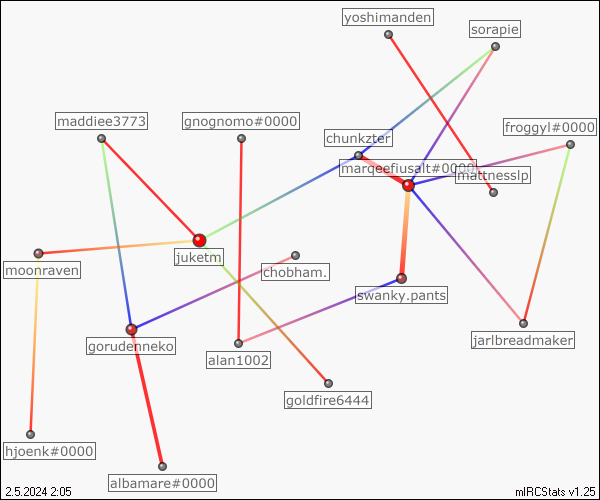 yoshimanden
sorapie
maddiee3773
gnognomo#0000
froggyl#0000
chunkzter
marqeefiusalt#0000
mattnesslp
juketm
moonraven
chobham.
swanky.pants
gorudenneko
alan1002
jarlbreadmaker
goldfire6444
hjoenk#0000
albamare#0000
2.5.2024 2:05
mIRCStats v1.25